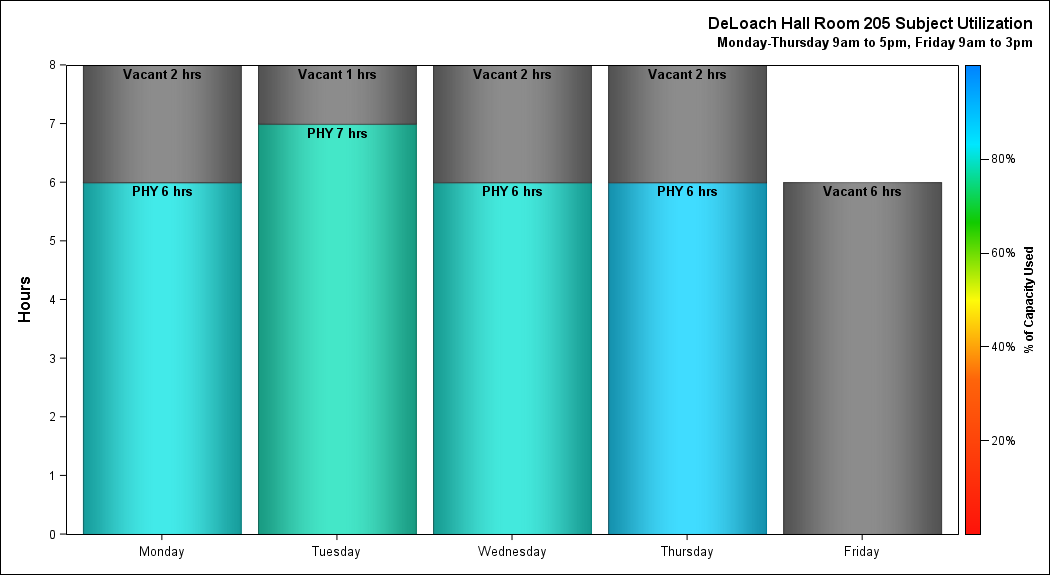 DeLoach Hall Room 205 Subject Utilization
Monday-Thursday 9am to 5pm, Friday 9am to 3pm
8
7
6
5
4
3
2
1
0
Hours
Vacant 2 hrs
PHY 6 hrs
Vacant 1 hrs
PHY 7 hrs
Vacant 2 hrs
PHY 6 hrs
Vacant 2 hrs
PHY 6 hrs
Vacant 6 hrs
Monday
Tuesday
Wednesday
Thursday
Friday
80%
60%
40%
20%
% of Capacity Used